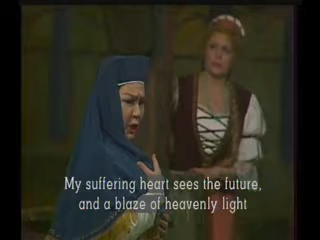 My suffering heart sees the future,
and a blaze of heavenly light